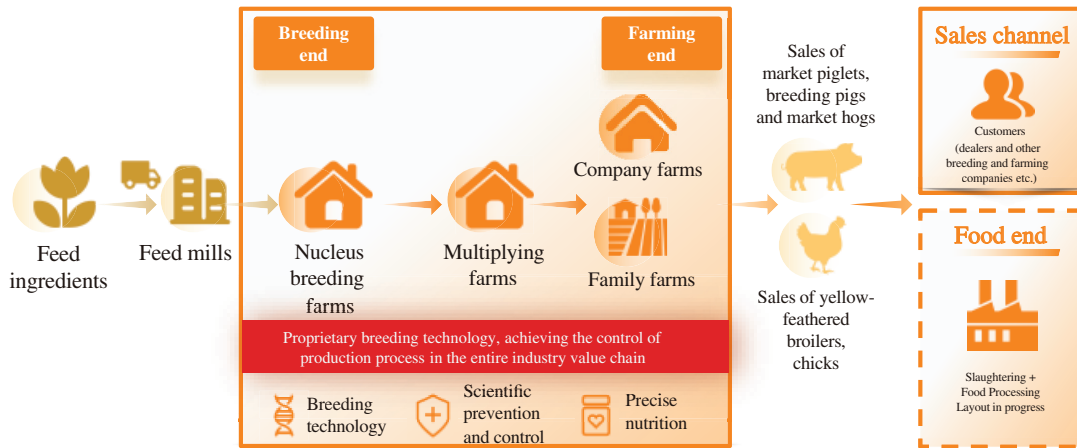 Feed
ingredients
Feed mills
Breeding
end
Farming
end
Nucleus
breeding
farms
Multiplying
farms
Company farms
Family farms
Proprietary breeding technology, achieving the control of
production process in the entire industry value chain
Breeding
technology
Scientific
prevention
and control
Precise
nutrition
Sales of
market piglets,
breeding pigs
and market hogs
Sales of yellow-
feathered
broilers,
chicks
Sales channel
Customers
(dealers and other
breeding and farming
companies etc.)
Food end
Slaughtering +
Food Processing
Layout in progress